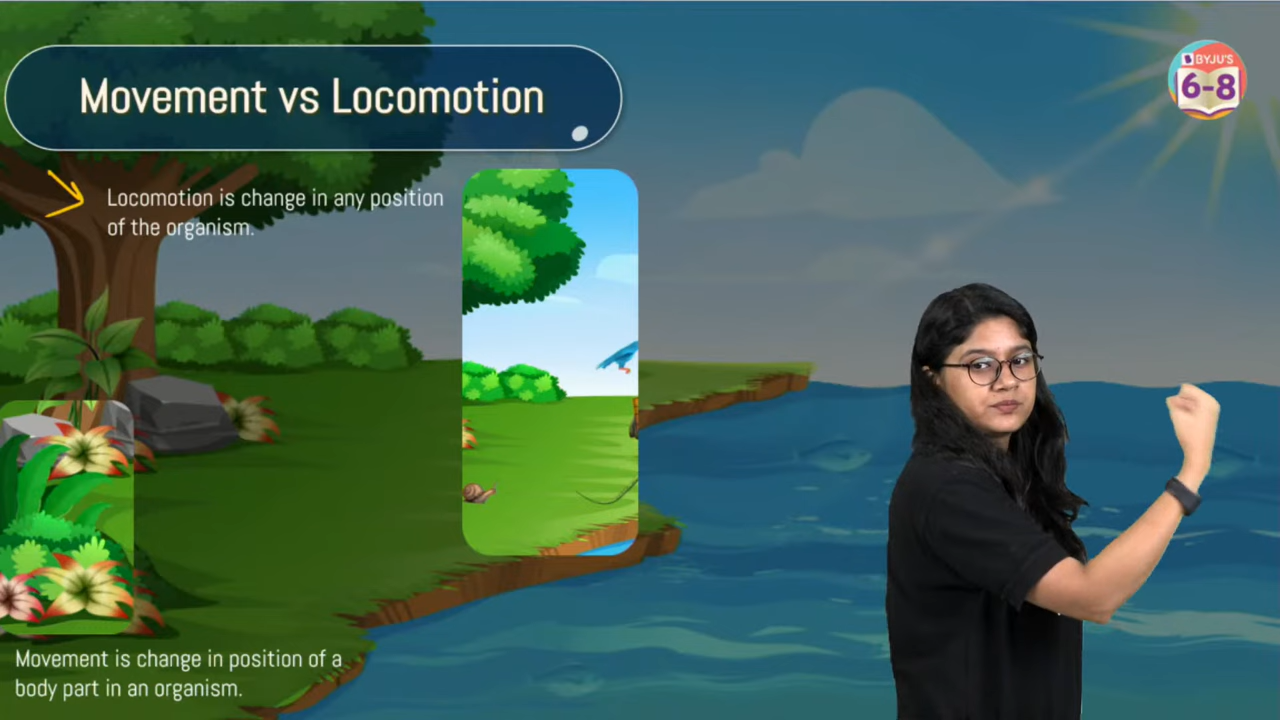 Movement vs Locomotion
BYJU'S
6-8
Locomotion is change in any position
of the organism.
Movement is change in position of a
body part in an organism.